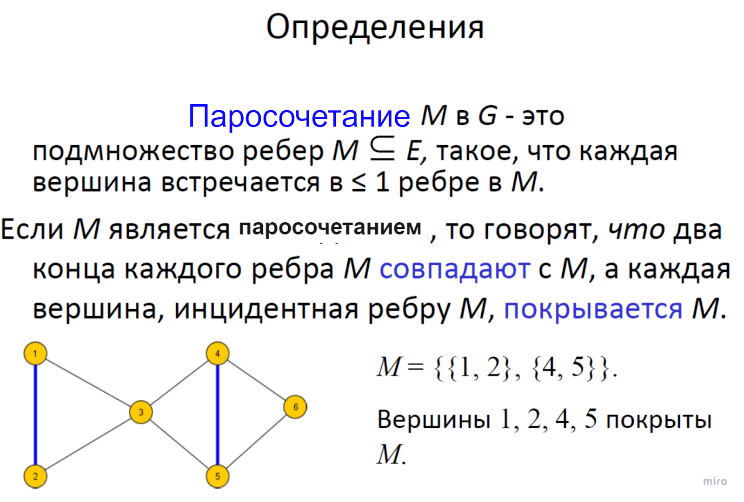 Определения
Паросочетание M в G - это
подмножество ребер M ⊆ E, такое, что каждая
вершина встречается в ≤ 1 ребре в M.
Если M является паросочетанием , то говорят, что два
конца каждого ребра M совпадают с M, а каждая
вершина, инцидентная ребру M, покрывается M.
1
4
M = {{1, 2}, {4, 5}}.
3
6
Вершины 1, 2, 4, 5 покрыты
M.
2
5
miro